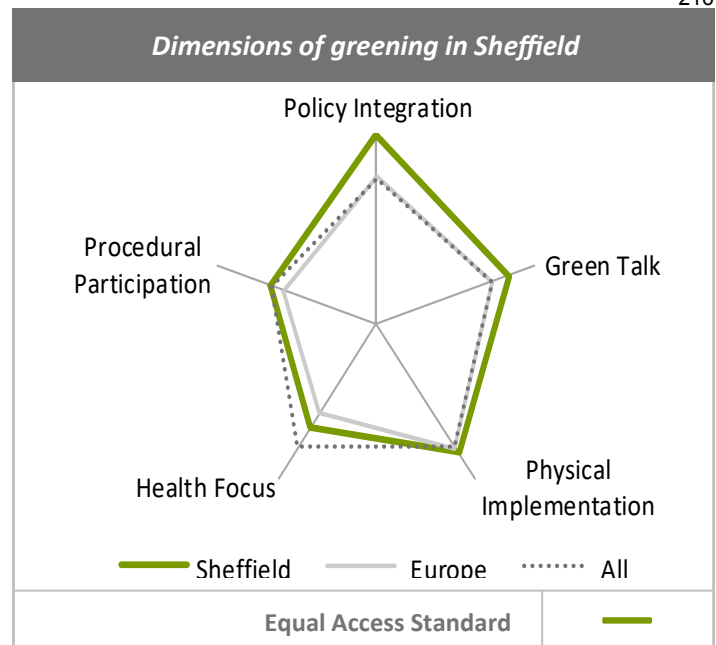 Dimensions of greening in Sheffield
Policy Integration
Procedural
Participation
Green Talk
Health Focus
Physical
Implementation
Sheffield
Europe
All
Equal Access Standard